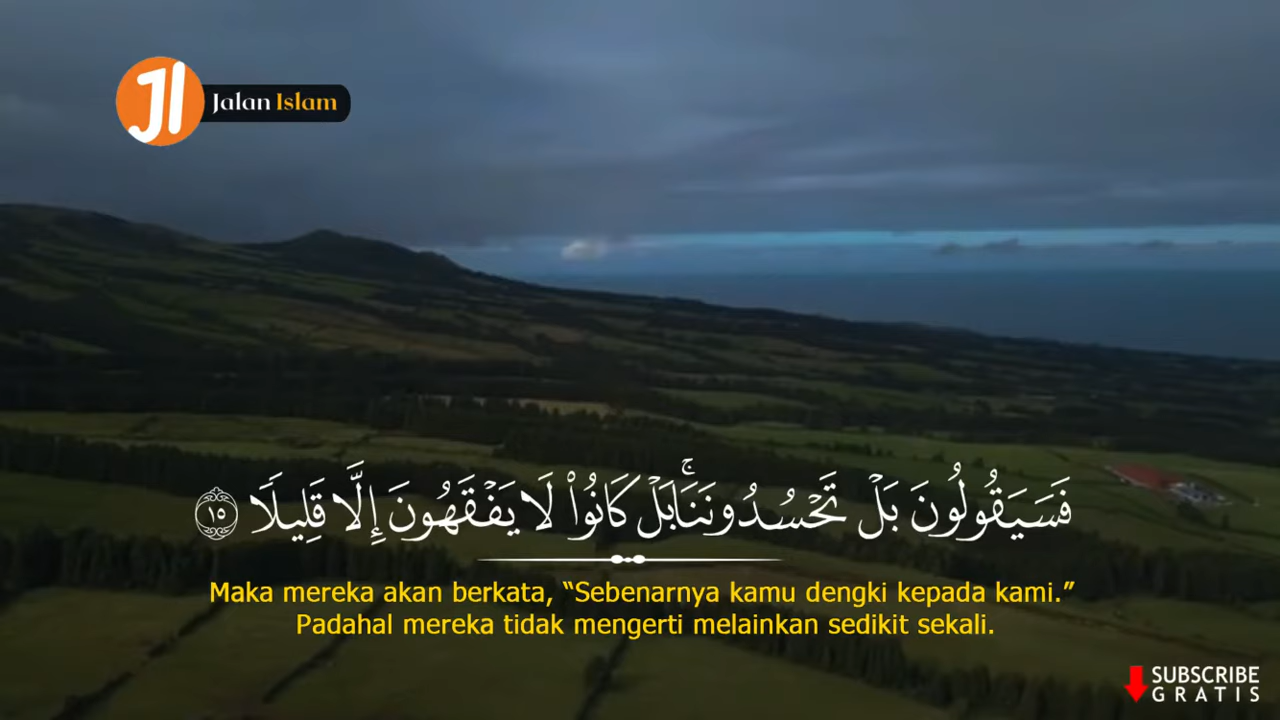 JI Jalan Islam
فَسَيَقُولُونَ بَلْ تَحْسُدُونَنَاۚ بَلْ كَانُوا۟ لَا يَفْقَهُونَ إِلَّا قَلِيلًا ١٥
Maka mereka akan berkata, “Sebenarnya kamu dengki kepada kami.”
Padahal mereka tidak mengerti melainkan sedikit sekali.
SUBSCRIBE
GRATIS